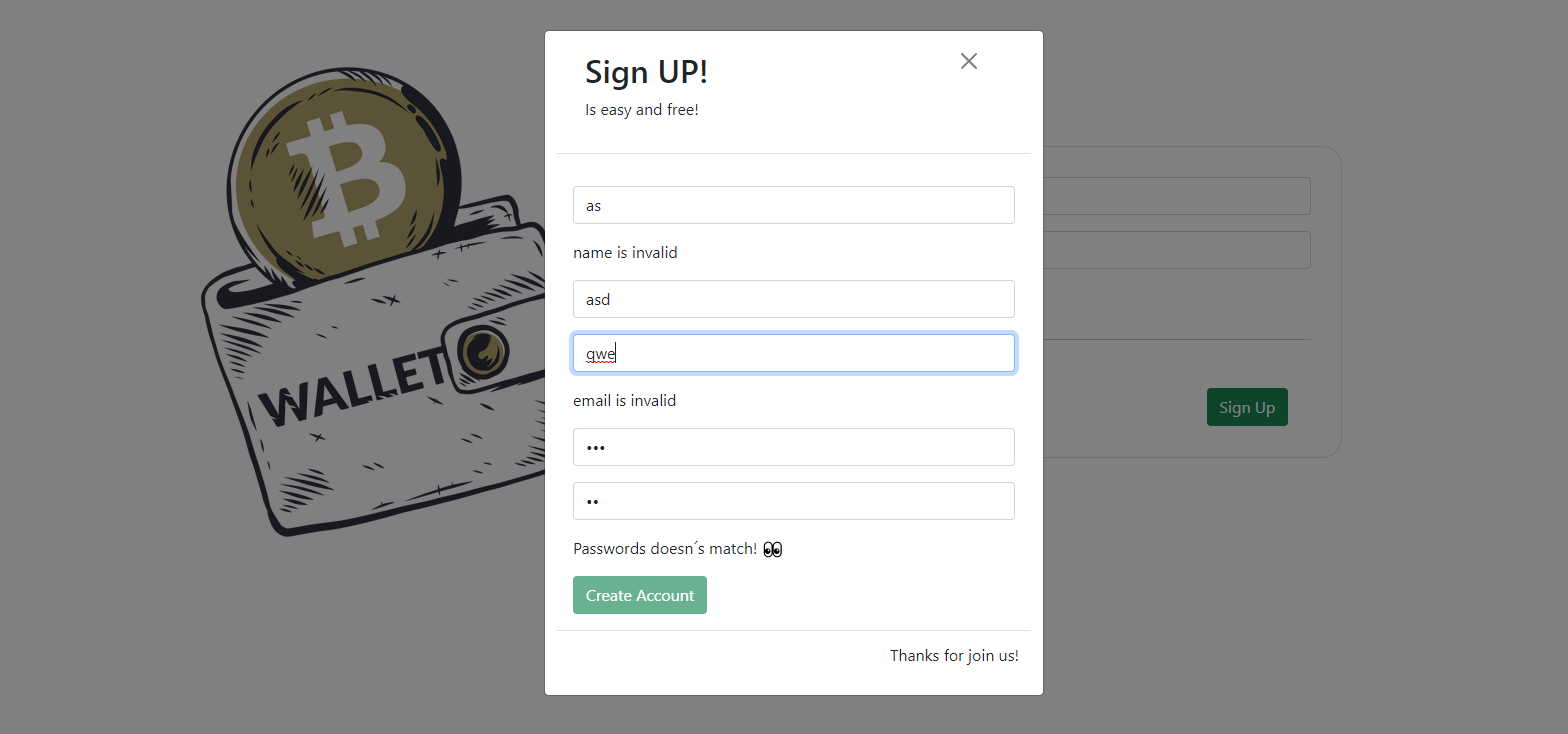 Sign UP!
Is easy and free!
as
name is invalid
asd
qwe
email is invalid
•••
••
Passwords doesn´s match! 👀
Create Account
Thanks for join us!
WALLET
Sign Up